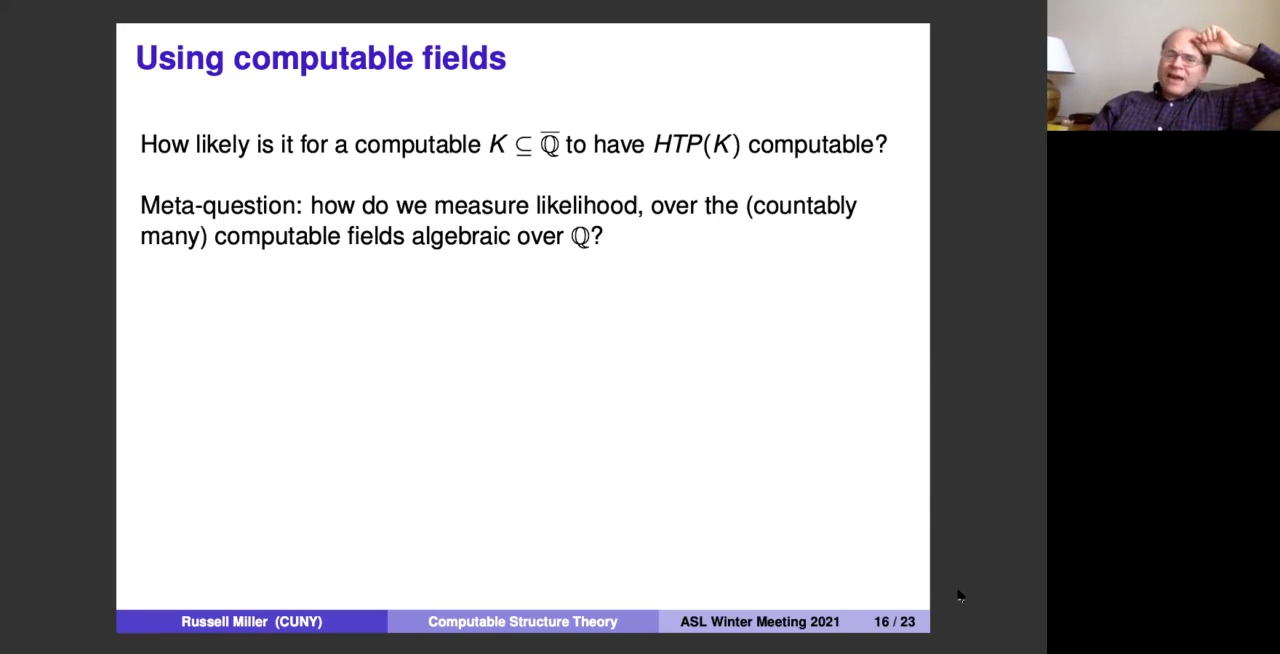 Using computable fields
How likely is it for a computable K ⊆ ℚ̅ to have HTP(K) computable?
Meta-question: how do we measure likelihood, over the (countably
many) computable fields algebraic over ℚ?
Russell Miller (CUNY) Computable Structure Theory ASL Winter Meeting 2021 16 / 23